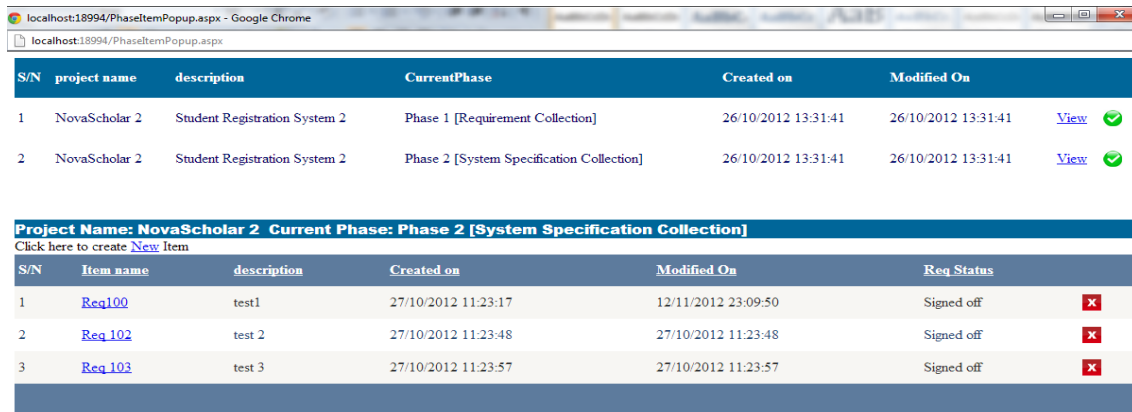 localhost:18994/PhaseItemPopup.aspx - Google Chrome
localhost:18994/PhaseItemPopup.aspx
S/N project name description CurrentPhase Created on Modified On
1 NovaScholar 2 Student Registration System 2 Phase 1 [Requirement Collection] 26/10/2012 13:31:41 26/10/2012 13:31:41 View
2 NovaScholar 2 Student Registration System 2 Phase 2 [System Specification Collection] 26/10/2012 13:31:41 26/10/2012 13:31:41 View
Project Name: NovaScholar 2 Current Phase: Phase 2 [System Specification Collection]
Click here to create New Item
S/N Item name description Created on Modified On Req Status
1 Req100 test1 27/10/2012 11:23:17 12/11/2012 23:09:50 Signed off
2 Req 102 test 2 27/10/2012 11:23:48 27/10/2012 11:23:48 Signed off
3 Req 103 test 3 27/10/2012 11:23:57 27/10/2012 11:23:57 Signed off